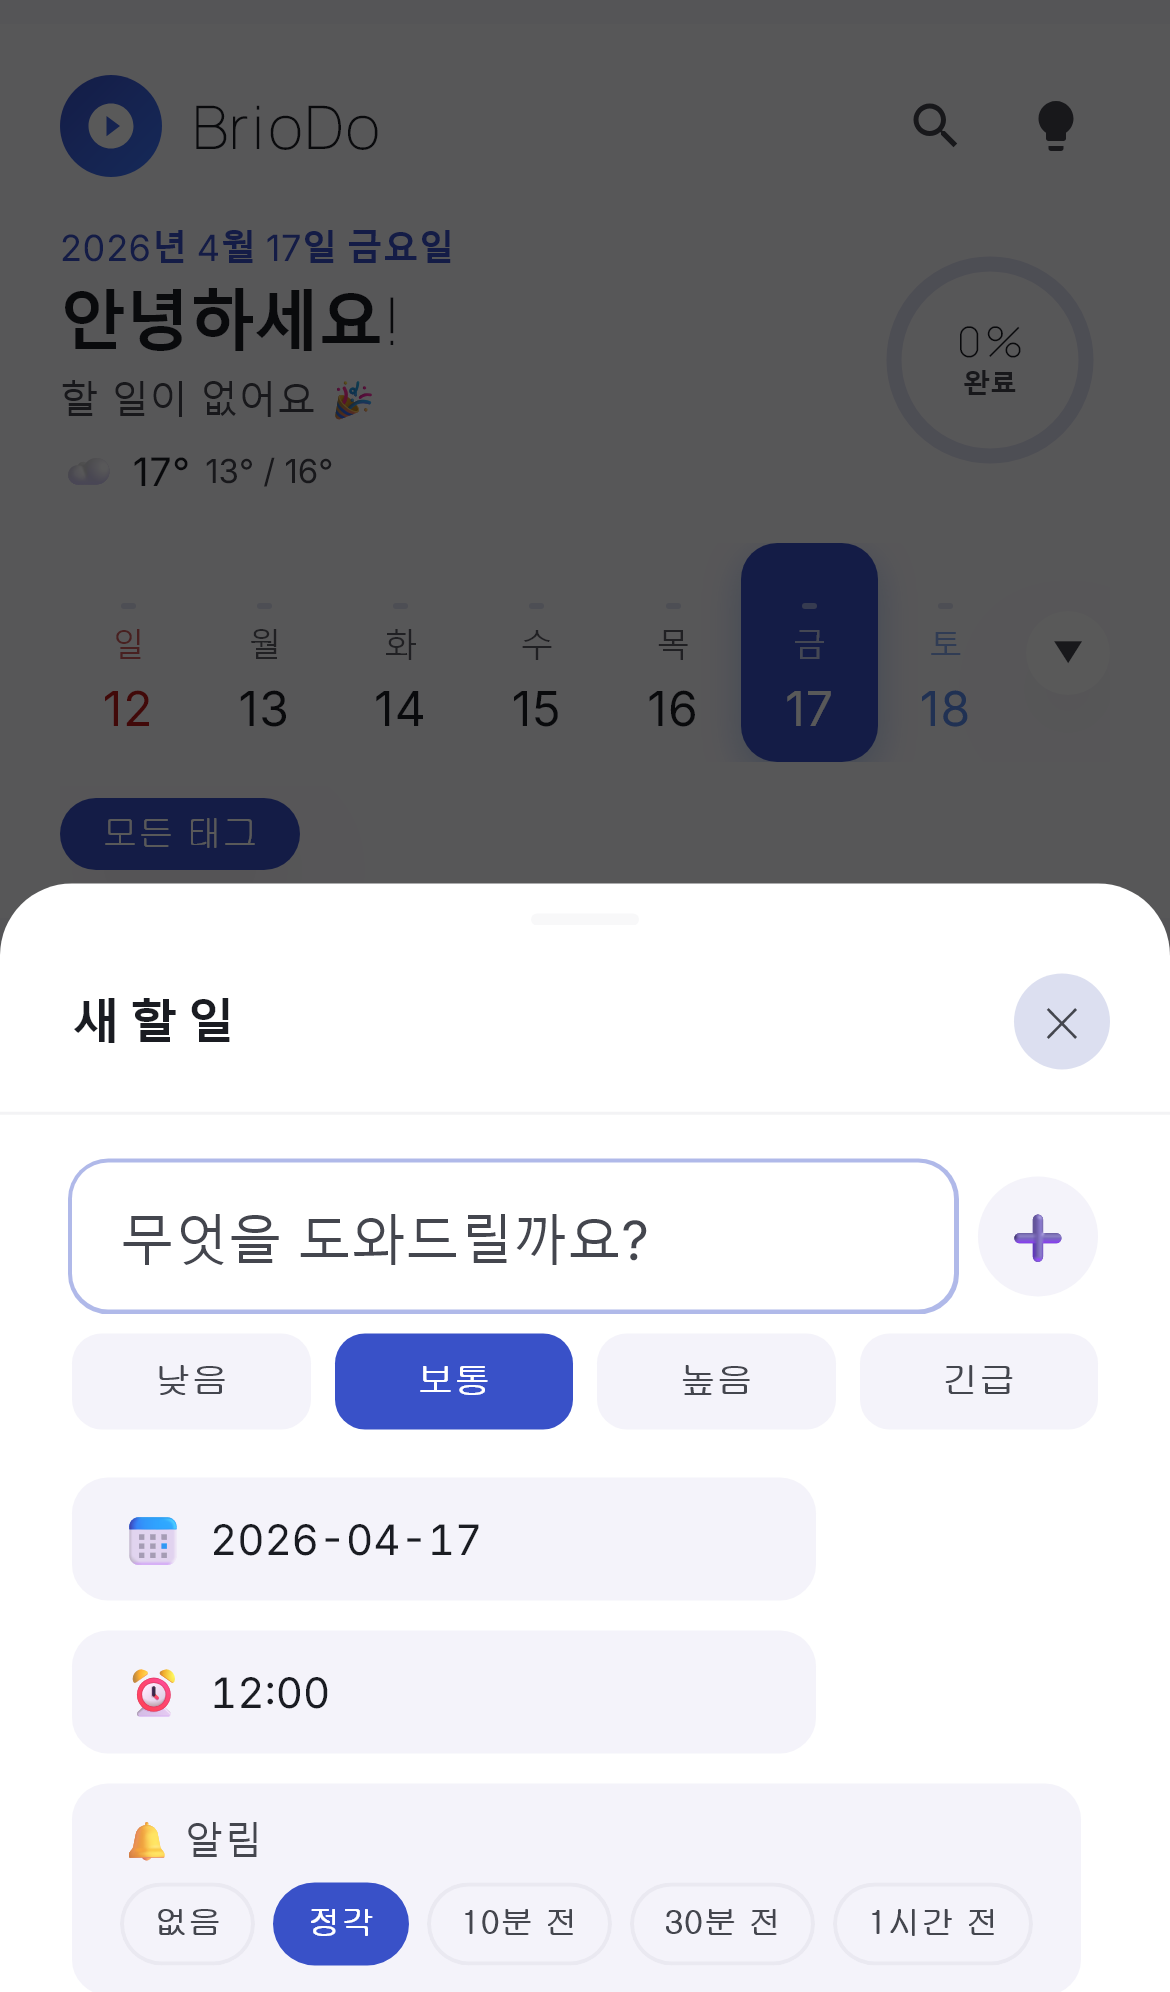 BrioDo
2026년 4월 17일 금요일
안녕하세요!
할 일이 없어요 🎉
17° 13° / 16°
0%
완료
일 월 화 수 목 금 토
12 13 14 15 16 17 18
모든 태그
새 할 일
무엇을 도와드릴까요?
낮음 보통 높음 긴급
2026-04-17
12:00
알림
없음 정각 10분 전 30분 전 1시간 전